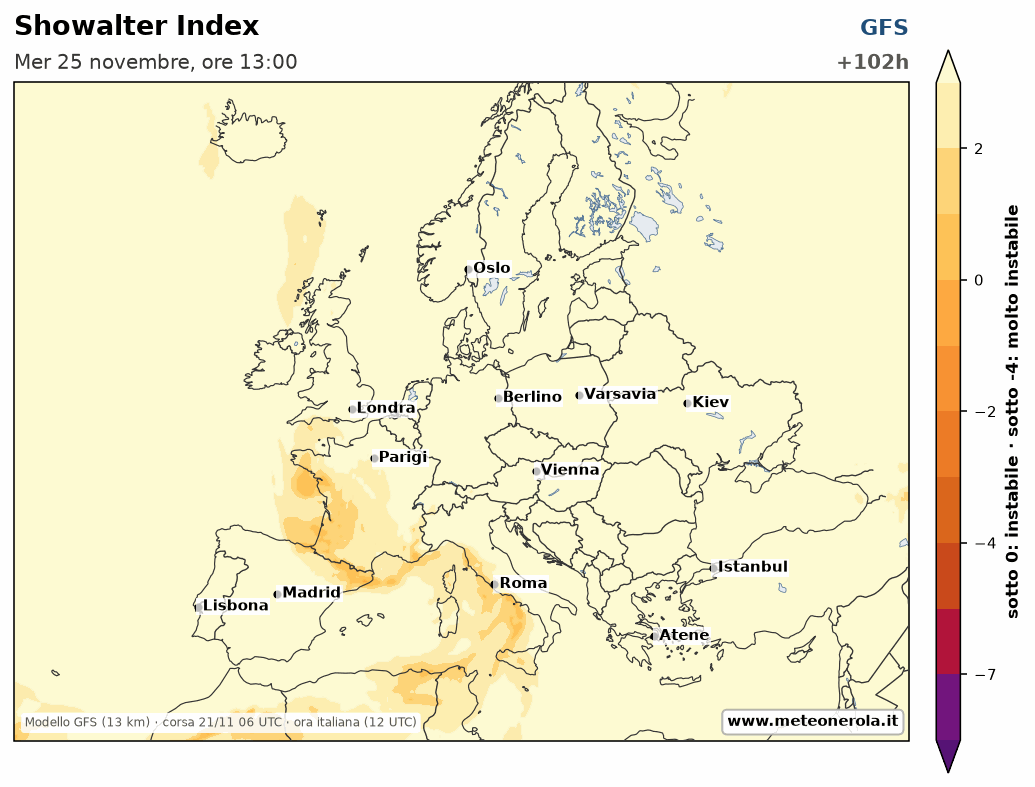 Showalter Index
GFS
Mer 25 novembre, ore 13:00
+102h
Oslo
Londra
Berlino
Varsavia
Kiev
Parigi
Vienna
Istanbul
Roma
Madrid
Lisbona
Atene
Modello GFS (13 km) · corsa 21/11 06 UTC · ora italiana (12 UTC)
www.meteonerola.it
2
0
−2
−4
−7
sotto 0: instabile · sotto -4: molto instabile